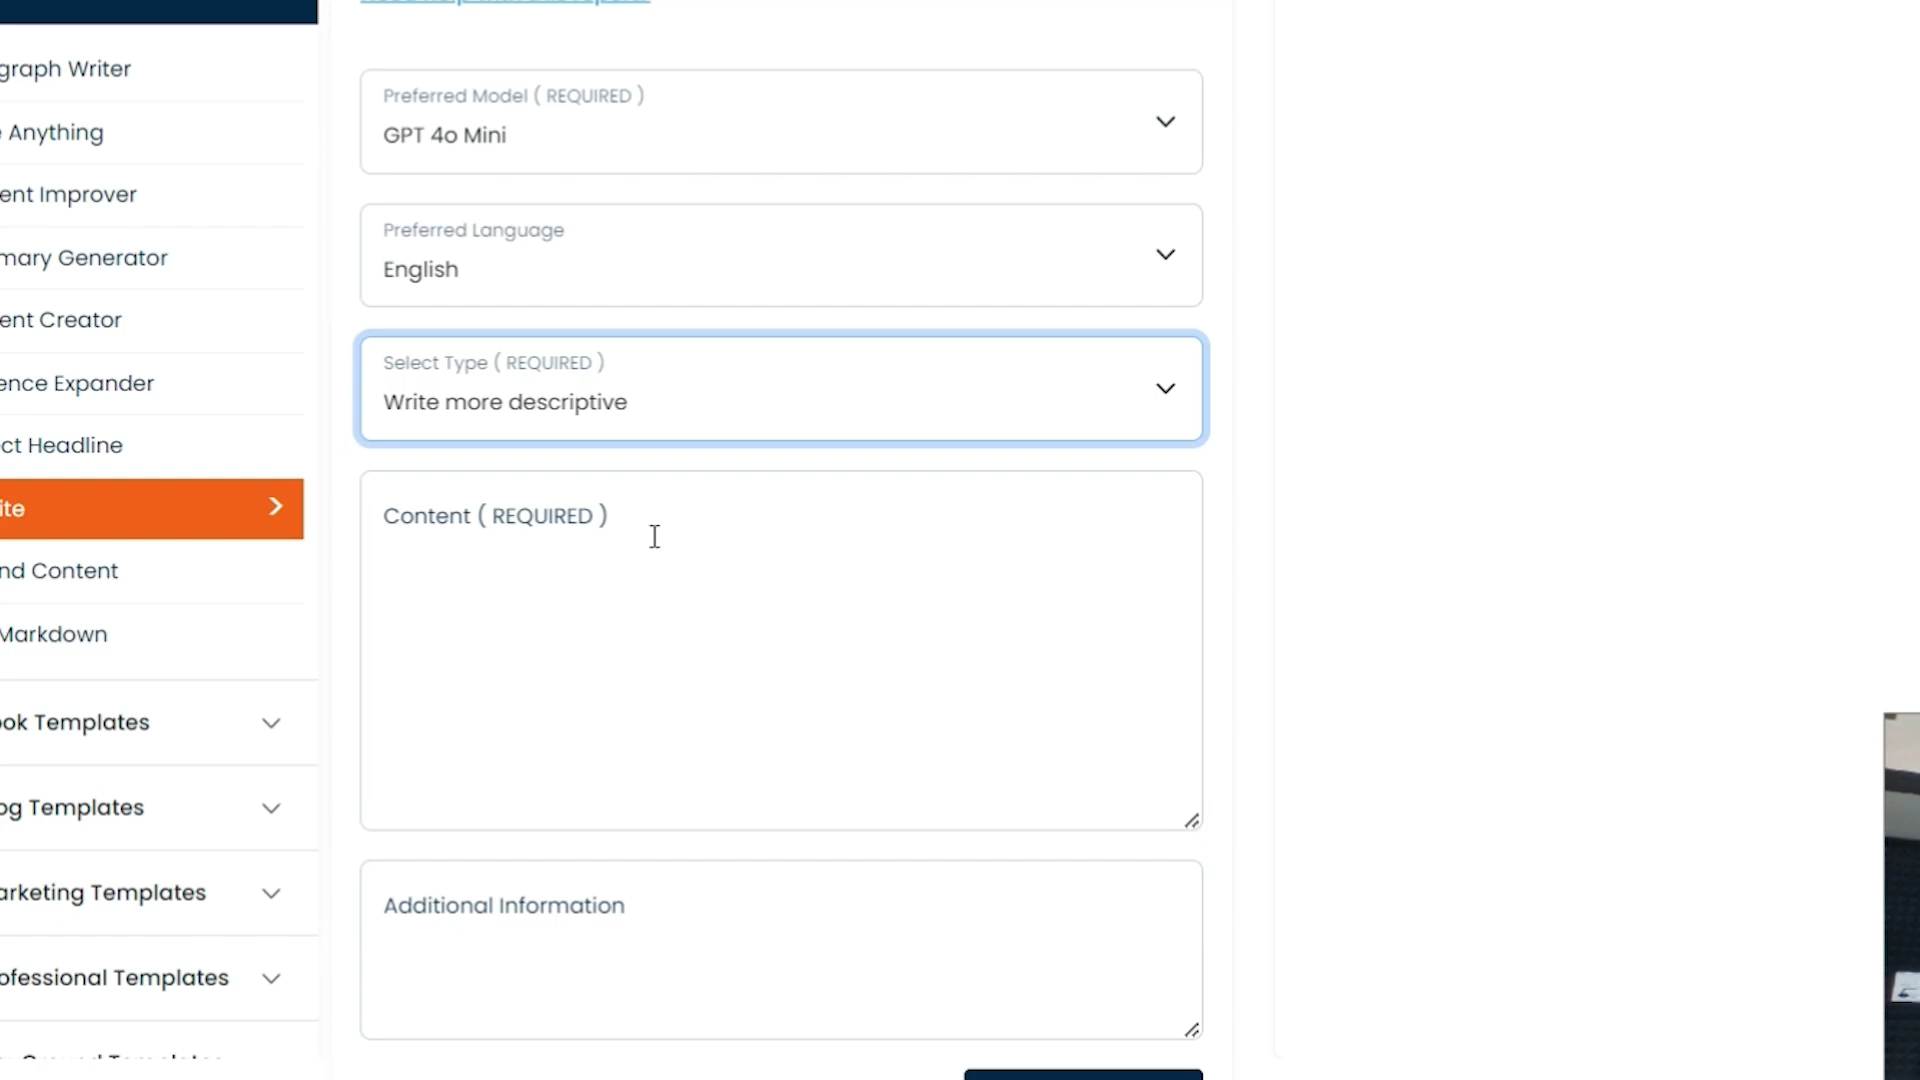 graph Writer
Anything
ent Improver
mary Generator
ent Creator
ence Expander
ct Headline
ite
nd Content
Markdown
ok Templates
og Templates
arketing Templates
ofessional Templates
Preferred Model ( REQUIRED )
GPT 4o Mini
Preferred Language
English
Select Type ( REQUIRED )
Write more descriptive
Content ( REQUIRED )
Additional Information